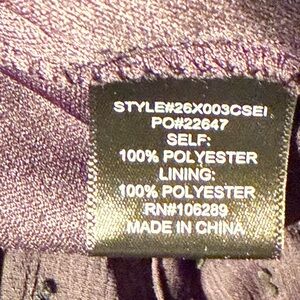 STYLE#26X003CSEI
PO#22647
SELF:
100% POLYESTER
LINING:
100% POLYESTER
RN#106289
MADE IN CHINA